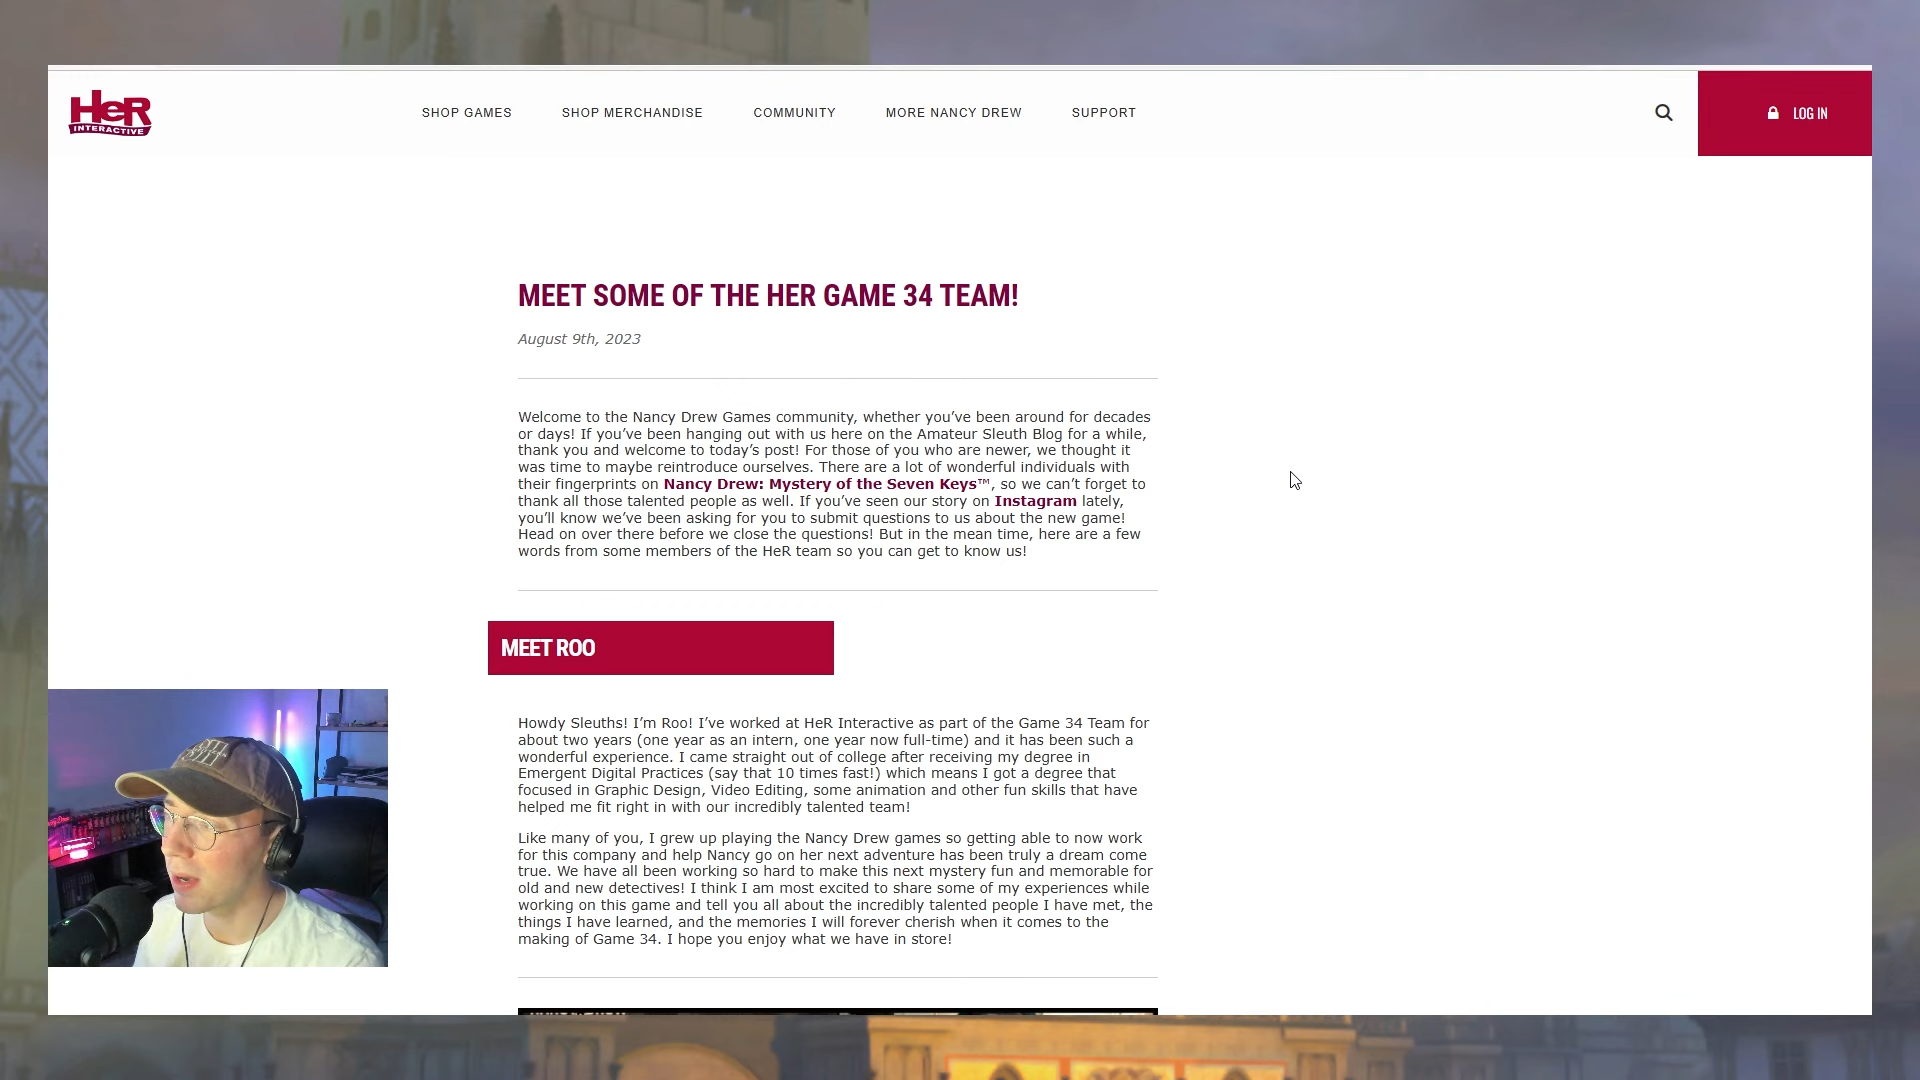 HeR
INTERACTIVE
SHOP GAMES
SHOP MERCHANDISE
COMMUNITY
MORE NANCY DREW
SUPPORT
LOG IN
MEET SOME OF THE HER GAME 34 TEAM!
August 9th, 2023
Welcome to the Nancy Drew Games community, whether you’ve been around for decades
or days! If you’ve been hanging out with us here on the Amateur Sleuth Blog for a while,
thank you and welcome to today’s post! For those of you who are newer, we thought it
was time to maybe reintroduce ourselves. There are a lot of wonderful individuals with
their fingerprints on Nancy Drew: Mystery of the Seven Keys™, so we can’t forget to
thank all those talented people as well. If you’ve seen our story on Instagram lately,
you’ll know we’ve been asking for you to submit questions to us about the new game!
Head on over there before we close the questions! But in the mean time, here are a few
words from some members of the HeR team so you can get to know us!
MEET ROO
Howdy Sleuths! I’m Roo! I’ve worked at HeR Interactive as part of the Game 34 Team for
about two years (one year as an intern, one year now full-time) and it has been such a
wonderful experience. I came straight out of college after receiving my degree in
Emergent Digital Practices (say that 10 times fast!) which means I got a degree that
focused in Graphic Design, Video Editing, some animation and other fun skills that have
helped me fit right in with our incredibly talented team!
Like many of you, I grew up playing the Nancy Drew games so getting able to now work
for this company and help Nancy go on her next adventure has been truly a dream come
true. We have all been working so hard to make this next mystery fun and memorable for
old and new detectives! I think I am most excited to share some of my experiences while
working on this game and tell you all about the incredibly talented people I have met, the
things I have learned, and the memories I will forever cherish when it comes to the
making of Game 34. I hope you enjoy what we have in store!